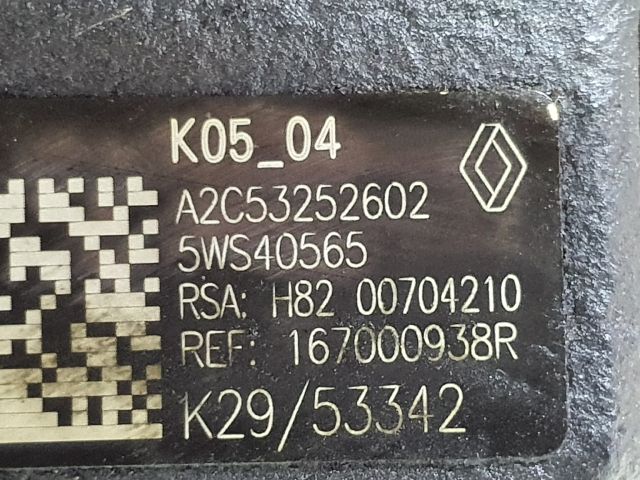 K05_04
A2C53252602
5WS40565
RSA: H82 00704210
REF: 167000938R
K29/53342